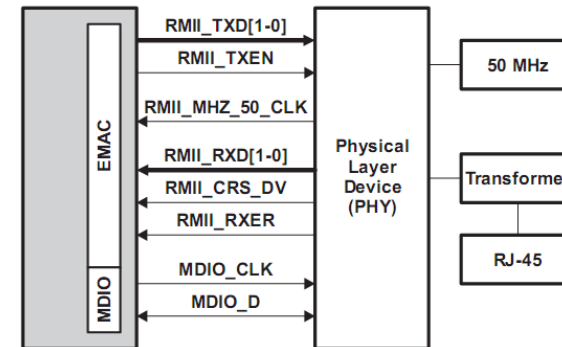 RMII_TXD[1-0]
RMII_TXEN
RMII_MHZ_50_CLK
RMII_RXD[1-0]
RMII_CRS_DV
RMII_RXER
MDIO_CLK
MDIO_D
EMAC
MDIO
Physical
Layer
Device
(PHY)
50 MHz
Transforme
RJ-45